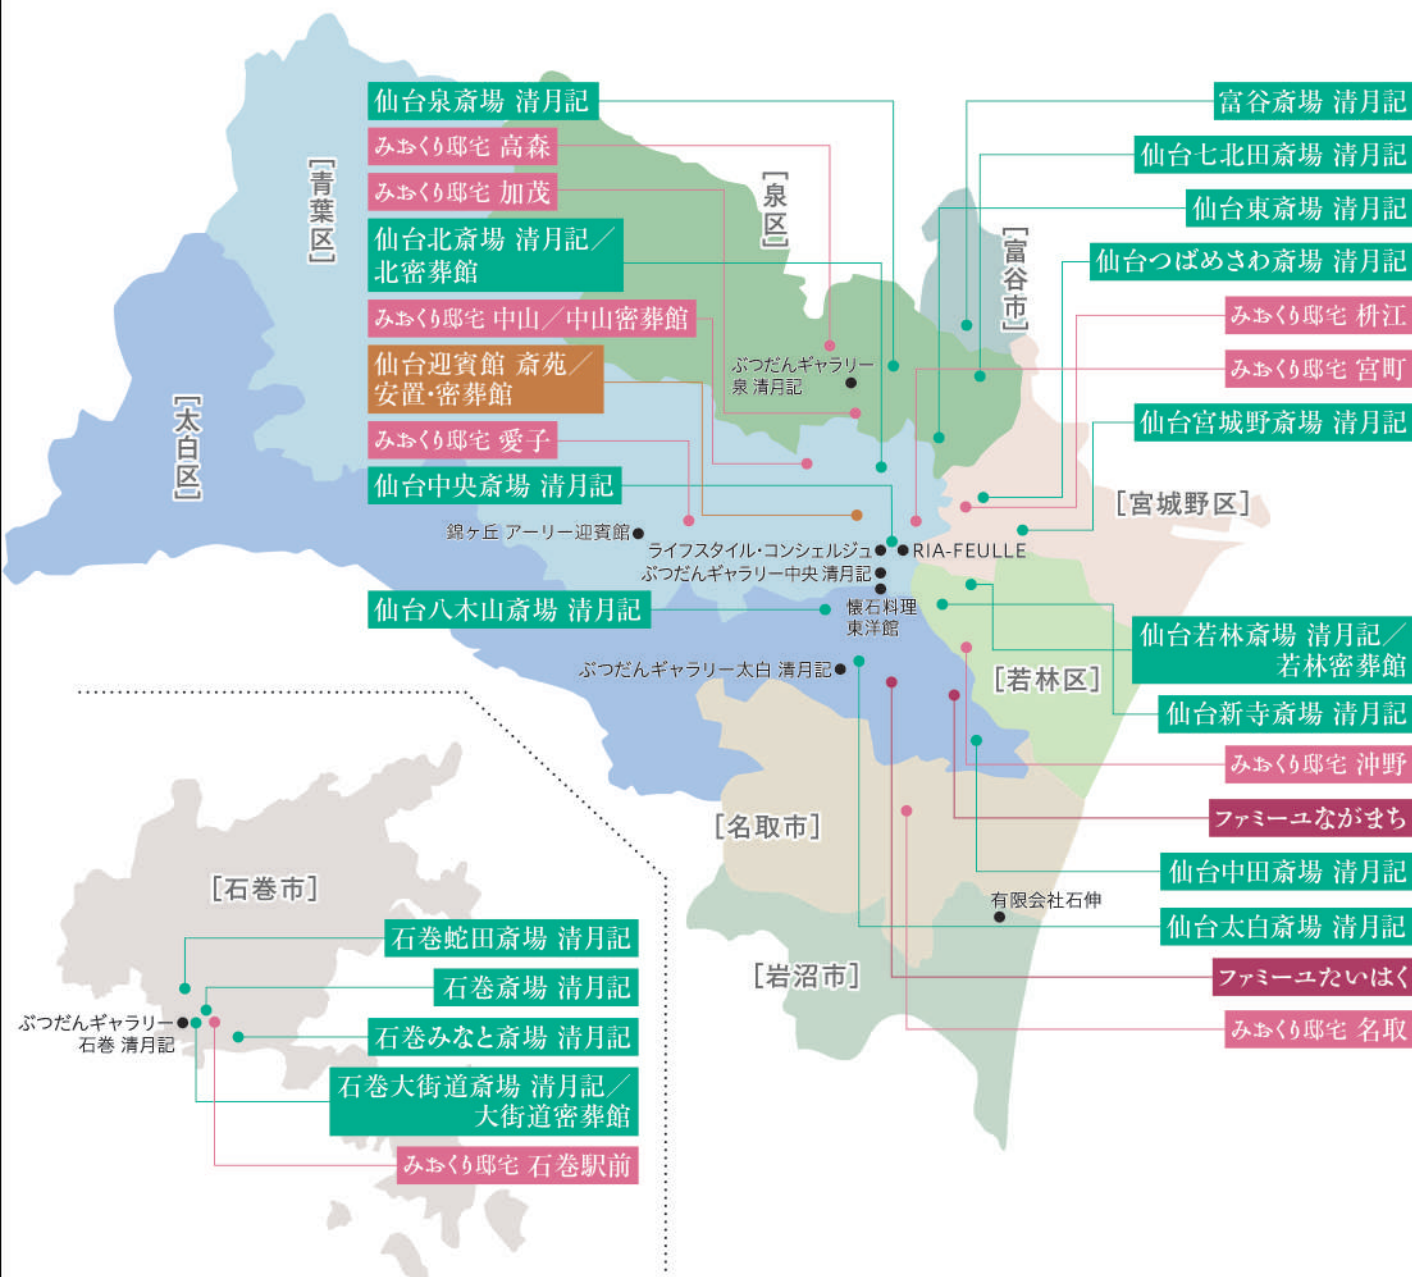 仙台泉斎場 清月記
みおくり邸宅 高森
みおくり邸宅 加茂
仙台北斎場 清月記／
北密葬館
みおくり邸宅 中山／中山密葬館
仙台迎賓館 斎苑／
安置・密葬館
みおくり邸宅 愛子
仙台中央斎場 清月記
仙台八木山斎場 清月記
[青葉区]
[泉区]
[太白区]
[富谷市]
[宮城野区]
[若林区]
[名取市]
[岩沼市]
ぶつだんギャラリー
泉 清月記
錦ヶ丘 アーリー迎賓館
ライフスタイル・コンシェルジュ
RIA-FEULLE
ぶつだんギャラリー中央 清月記
懐石料理
東洋館
ぶつだんギャラリー太白 清月記
有限会社石伸
富谷斎場 清月記
仙台七北田斎場 清月記
仙台東斎場 清月記
仙台つばめさわ斎場 清月記
みおくり邸宅 枡江
みおくり邸宅 宮町
仙台宮城野斎場 清月記
仙台若林斎場 清月記／
若林密葬館
仙台新寺斎場 清月記
みおくり邸宅 沖野
ファミーユながまち
仙台中田斎場 清月記
仙台太白斎場 清月記
ファミーユたいはく
みおくり邸宅 名取
[石巻市]
石巻蛇田斎場 清月記
石巻斎場 清月記
石巻みなと斎場 清月記
石巻大街道斎場 清月記／
大街道密葬館
みおくり邸宅 石巻駅前
ぶつだんギャラリー
石巻 清月記